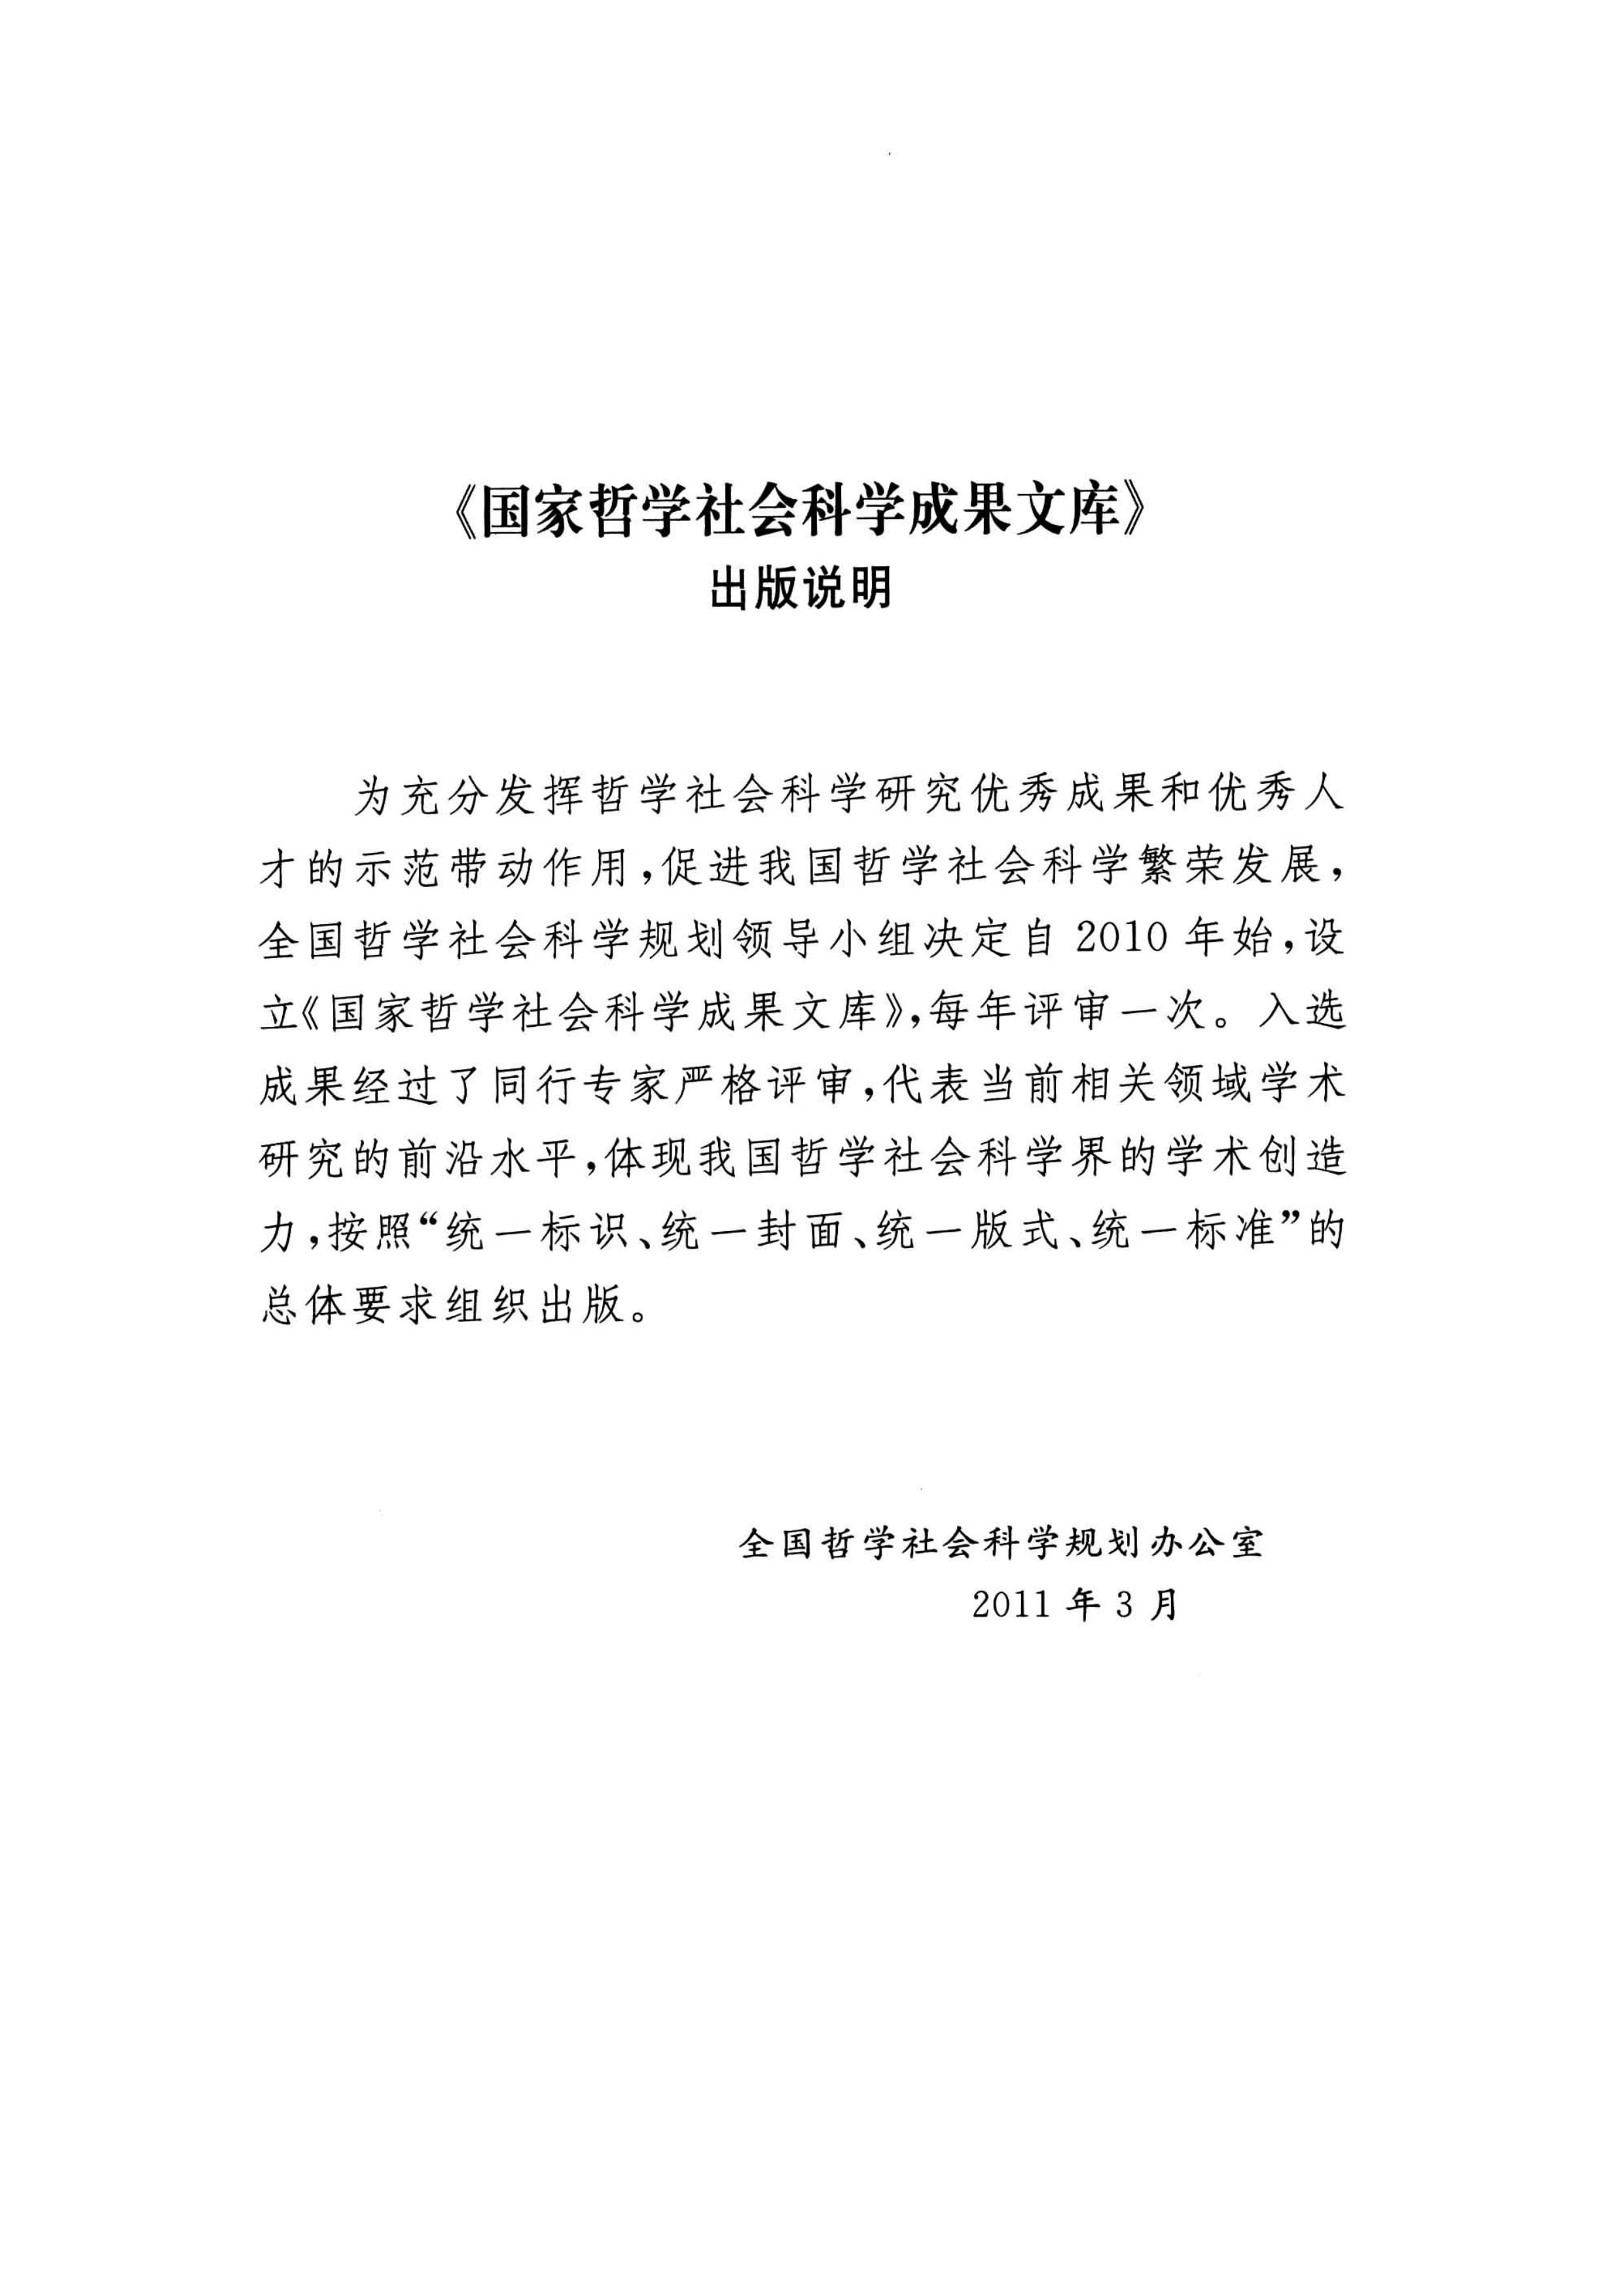 《国家哲学社会科学成果文库》
出版说明
为充分发挥哲学社会科学研究优秀成果和优秀人
才的示范带动作用,促进我国哲学社会科学繁荣发展,
全国哲学社会科学规划领导小组决定自 2010 年始,设
立《国家哲学社会科学成果文库》,每年评审一次。入选
成果经过了同行专家严格评审,代表当前相关领域学术
研究的前沿水平,体现我国哲学社会科学界的学术创造
力,按照“统一标识、统一封面、统一版式、统一标准”的
总体要求组织出版。
全国哲学社会科学规划办公室
2011 年 3 月